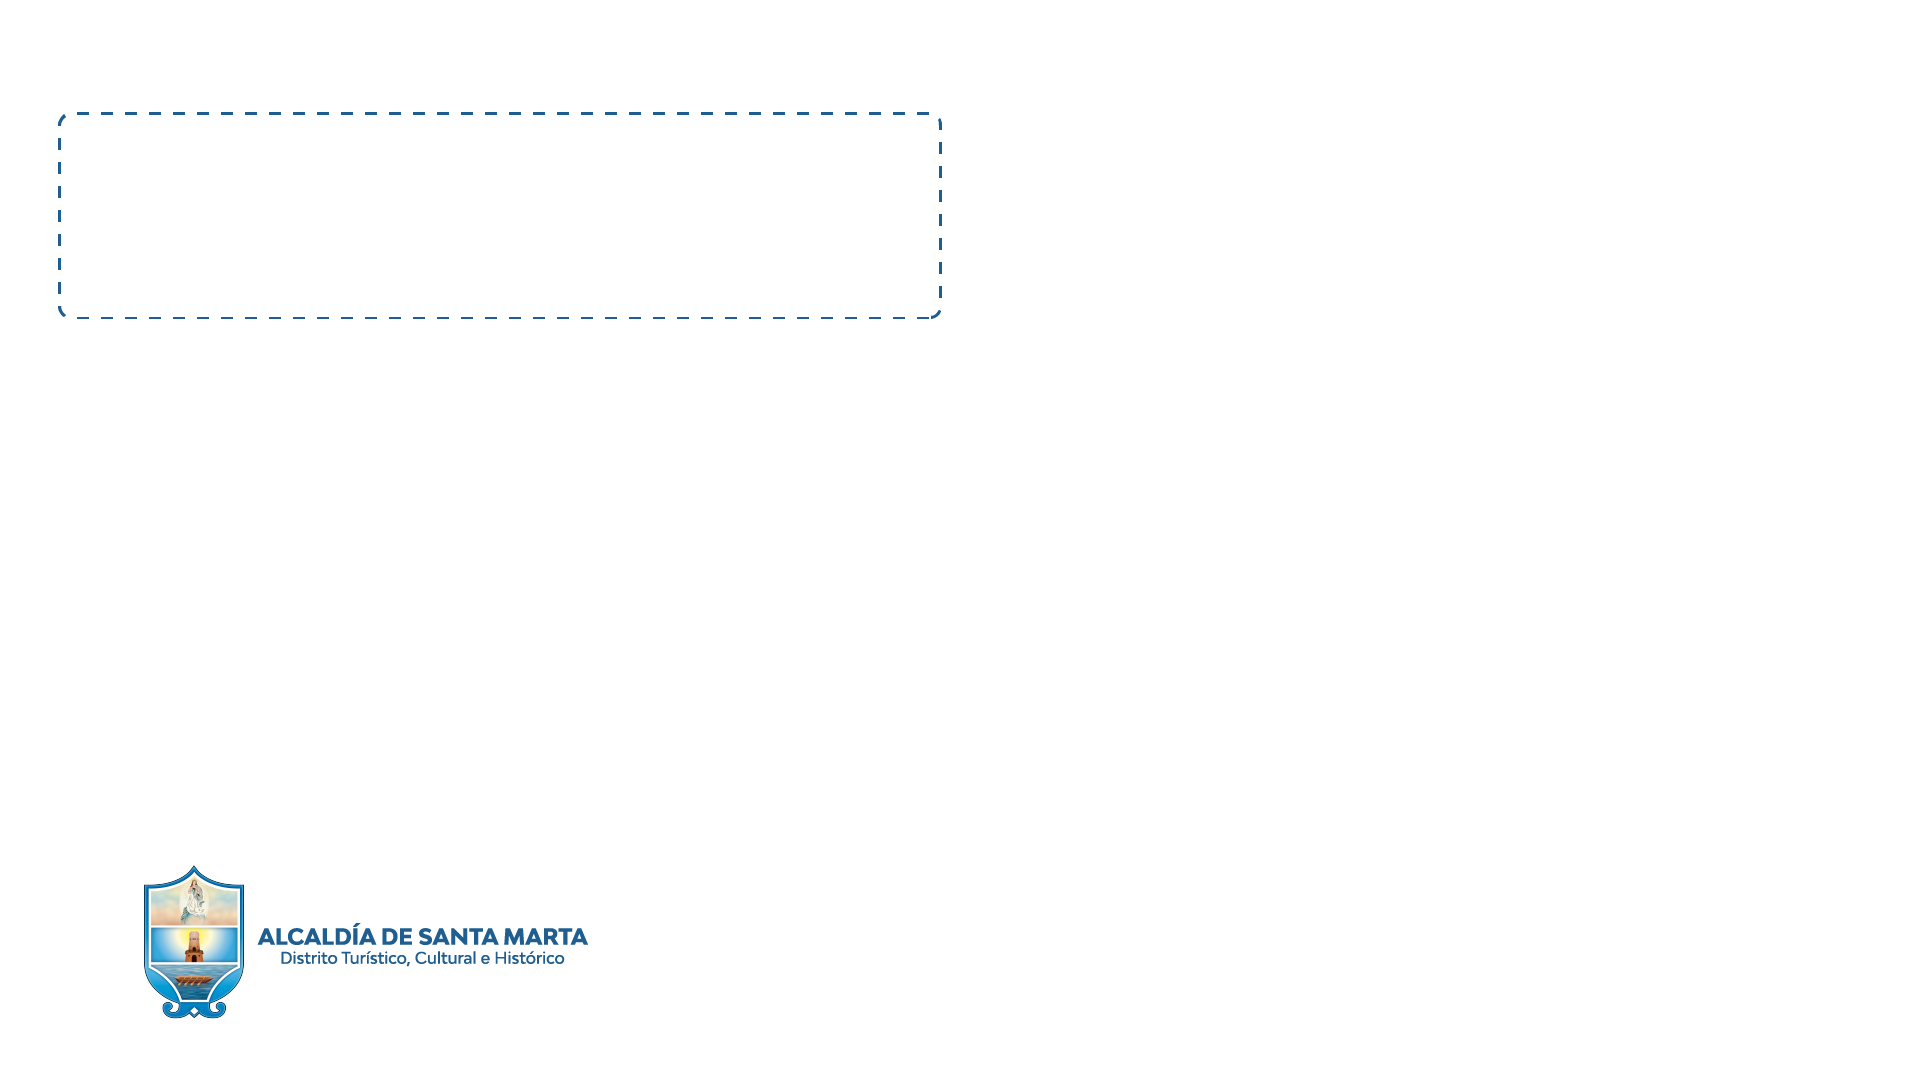 ALCALDÍA DE SANTA MARTA
Distrito Turístico, Cultural e Histórico